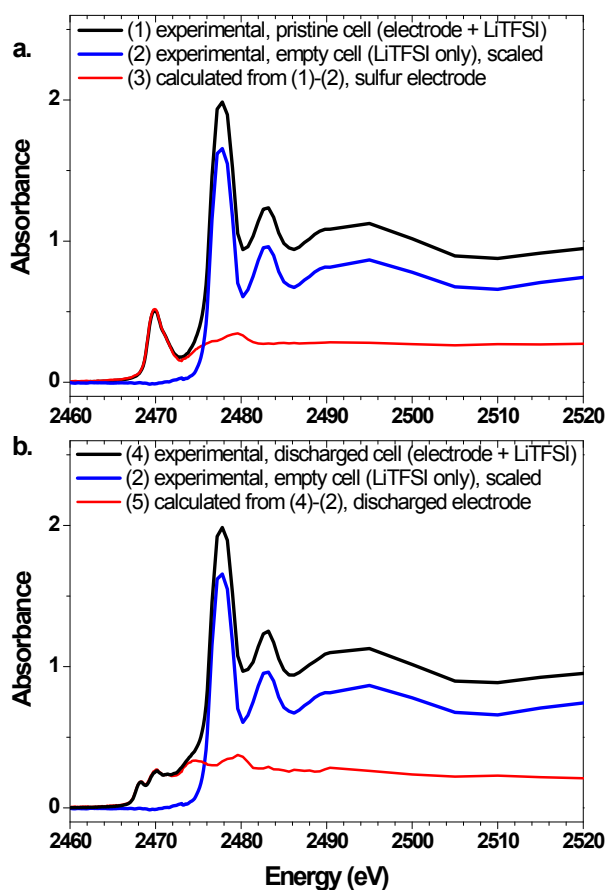 a.
(1) experimental, pristine cell (electrode + LiTFSI)
(2) experimental, empty cell (LiTFSI only), scaled
(3) calculated from (1)-(2), sulfur electrode
2
1
0
Absorbance
2460 2470 2480 2490 2500 2510 2520
b.
(4) experimental, discharged cell (electrode + LiTFSI)
(2) experimental, empty cell (LiTFSI only), scaled
(5) calculated from (4)-(2), discharged electrode
2
1
0
Absorbance
2460 2470 2480 2490 2500 2510 2520
Energy (eV)